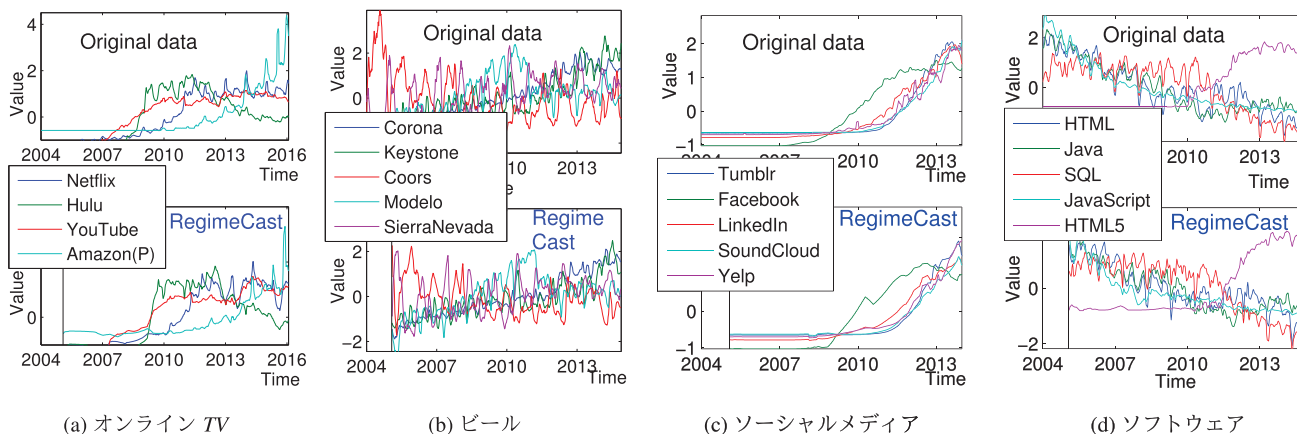 Original data
Value
4
2
0
2004
2007
2010
2013
2016
Time
Netflix
Hulu
YouTube
Amazon(P)
RegimeCast
Value
0
2004
2007
2010
2013
2016
Time
(a) オンライン TV
Original data
Value
2
0
2010
2013
Time
Corona
Keystone
Coors
Modelo
SierraNevada
Regime
Cast
Value
2
0
−2
2004
2007
2010
2013
Time
(b) ビール
Original data
Value
2
1
0
−1
2004
2007
2010
2013
Time
Tumblr
Facebook
LinkedIn
SoundCloud
Yelp
RegimeCast
0
−1
2004
2007
2010
2013
Time
(c) ソーシャルメディア
Original data
Value
2
0
2010
2013
Time
HTML
Java
SQL
JavaScript
HTML5
RegimeCast
Value
2
0
−2
2004
2007
2010
2013
Time
(d) ソフトウェア